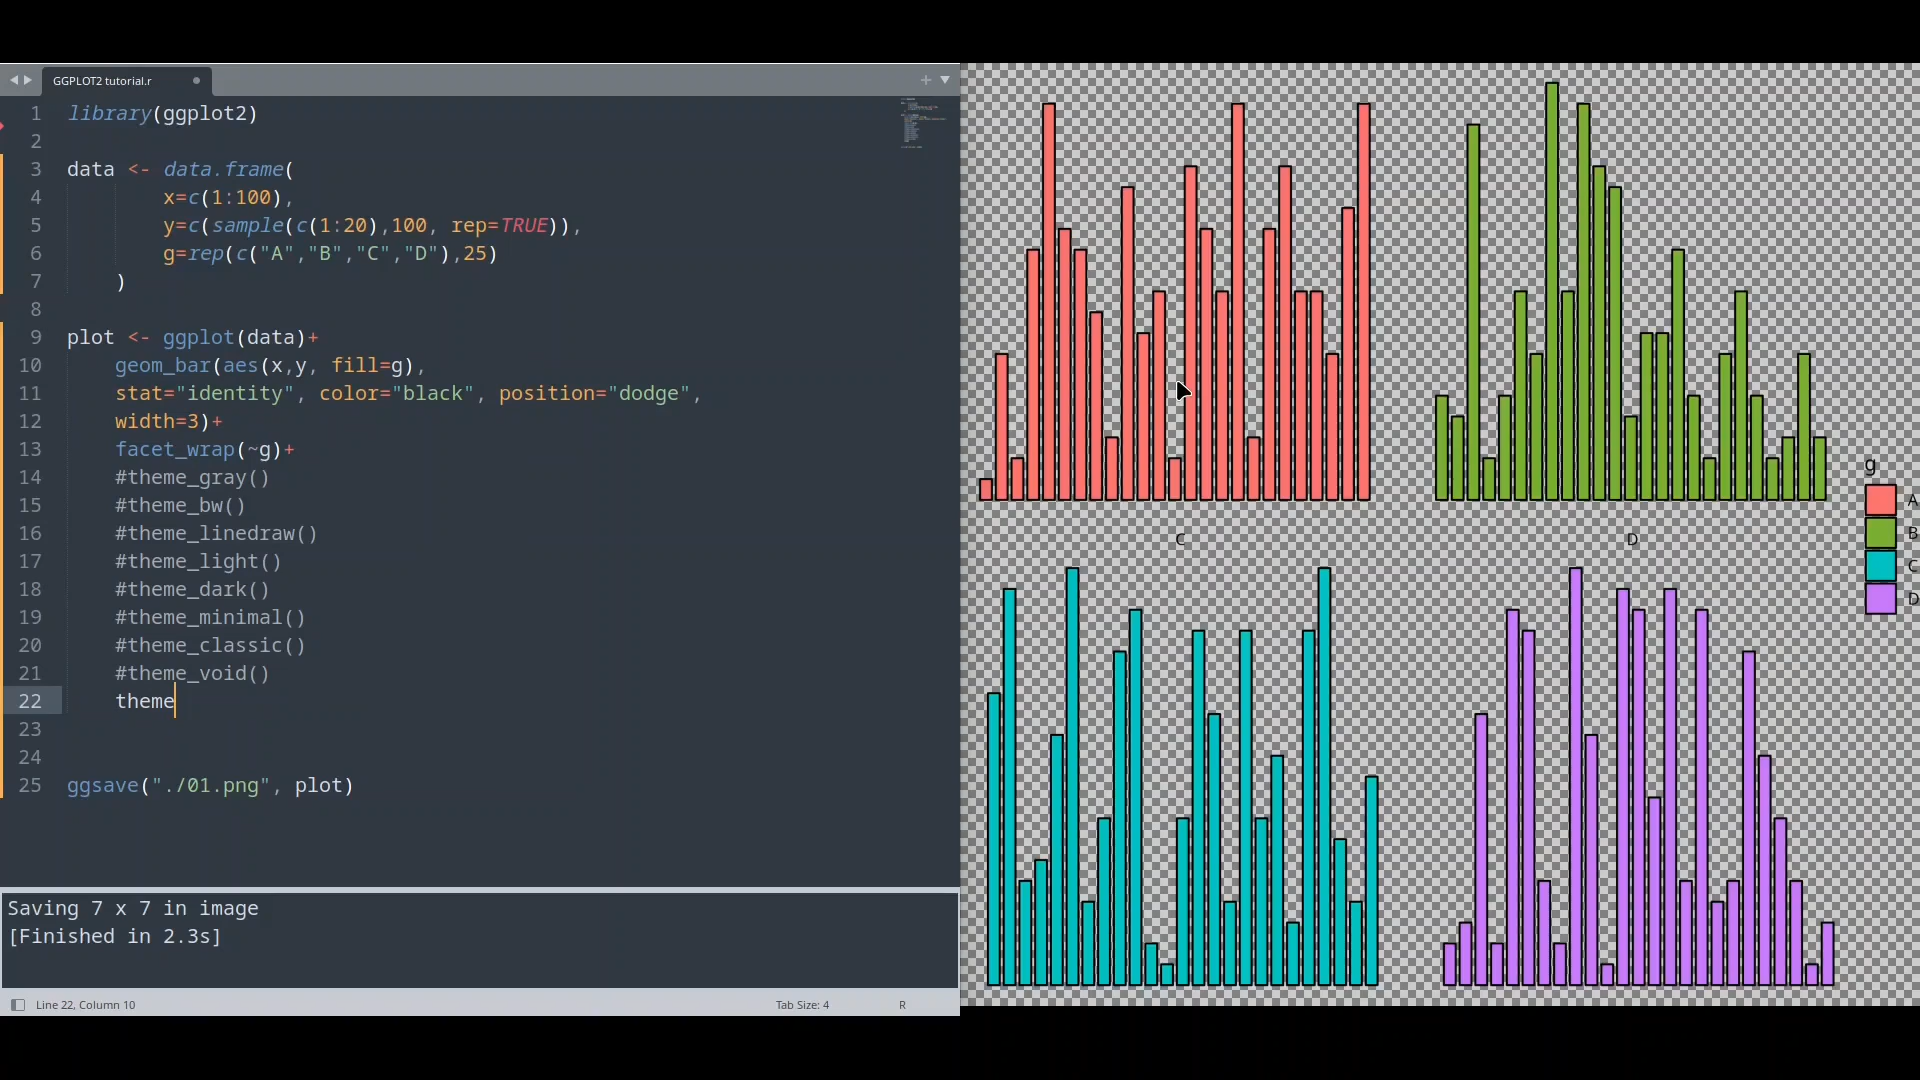 GGPLOT2 tutorial.r
1 library(ggplot2)
2
3 data <- data.frame(
4 x=c(1:100),
5 y=c(sample(c(1:20),100, rep=TRUE)),
6 g=rep(c("A","B","C","D"),25)
7 )
8
9 plot <- ggplot(data)+
10 geom_bar(aes(x,y, fill=g),
11 stat="identity", color="black", position="dodge",
12 width=3)+
13 facet_wrap(~g)+
14 #theme_gray()
15 #theme_bw()
16 #theme_linedraw()
17 #theme_light()
18 #theme_dark()
19 #theme_minimal()
20 #theme_classic()
21 #theme_void()
22 theme
23
24
25 ggsave("./01.png", plot)
Saving 7 x 7 in image
[Finished in 2.3s]
Line 22, Column 10
Tab Size: 4
R
C
D
g
A
B
C
D